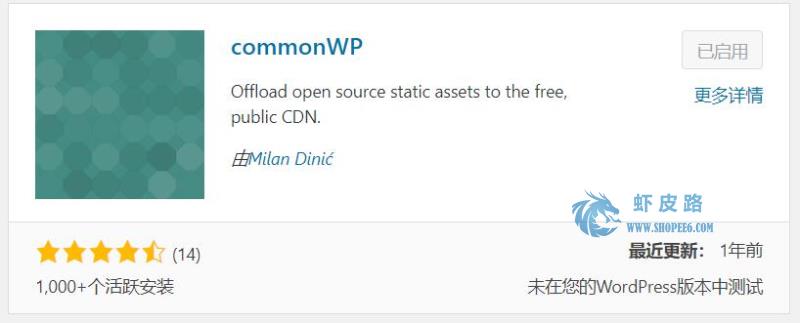 commonWP
已启用
Offload open source static assets to the free,
public CDN.
更多详情
由Milan Dinić
虾皮路
WWW.SHOPEE6.COM
(14)
最近更新： 1年前
1,000+个活跃安装
未在您的WordPress版本中测试